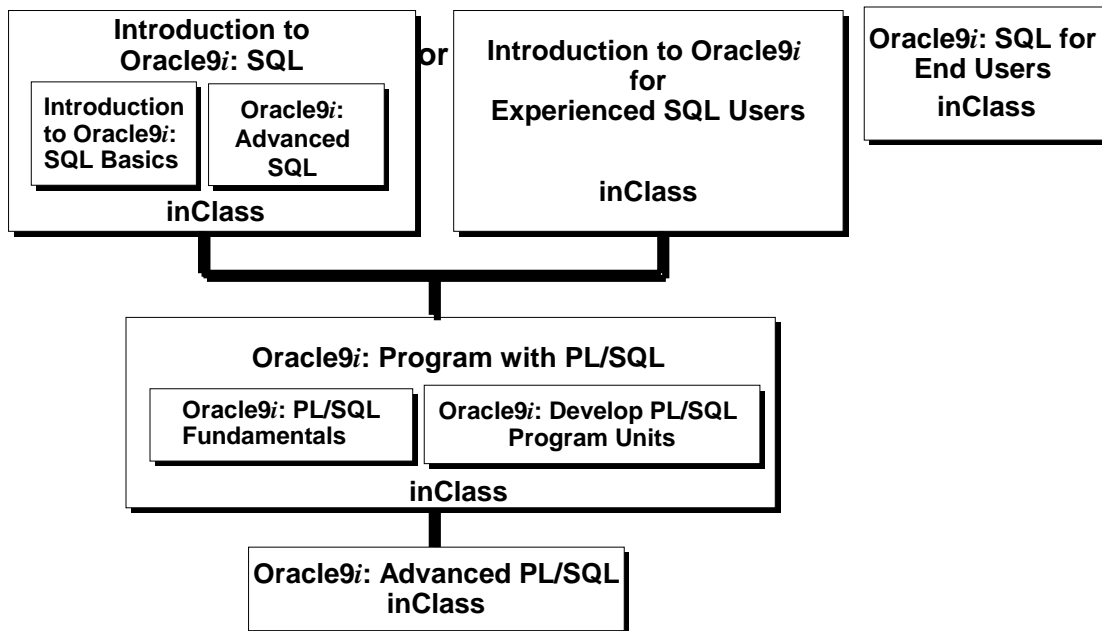 Introduction to
Oracle9i: SQL
Introduction
to Oracle9i:
SQL Basics
Oracle9i:
Advanced
SQL
inClass
or
Introduction to Oracle9i
for
Experienced SQL Users
inClass
Oracle9i: SQL for
End Users
inClass
Oracle9i: Program with PL/SQL
Oracle9i: PL/SQL
Fundamentals
Oracle9i: Develop PL/SQL
Program Units
inClass
Oracle9i: Advanced PL/SQL
inClass